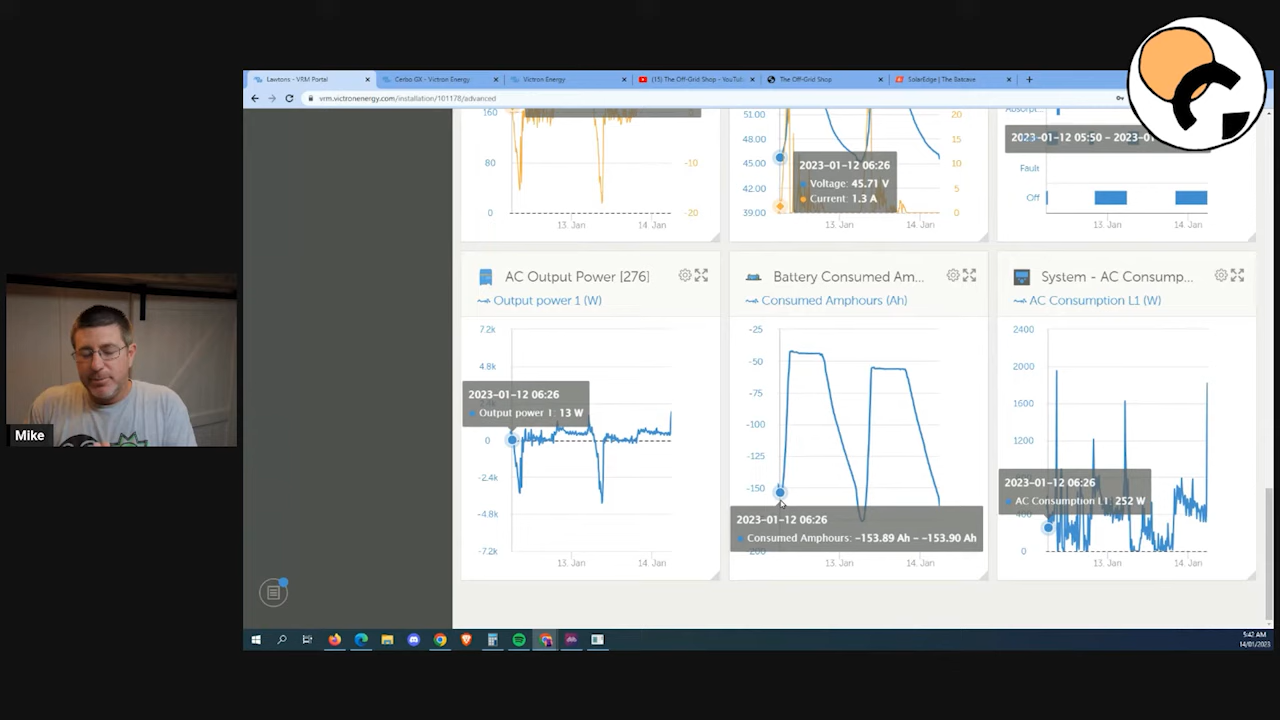 Lawtons - VRM Portal
Cerbo GX - Victron Energy
Victron Energy
(15) The Off-Grid Shop - YouTub
The Off-Grid Shop
SolarEdge | The Batcave
vrm.victronenergy.com/installation/101178/advanced
160
80
0
-10
-20
13. Jan
14. Jan
51.00
48.00
45.00
42.00
39.00
20
15
10
5
0
2023-01-12 06:26
Voltage: 45.71 V
Current: 1.3 A
13. Jan
14. Jan
Absorpt..
2023-01-12 05:50 - 2023-01
Fault
Off
13. Jan
14. Jan
AC Output Power [276]
Output power 1 (W)
7.2k
4.8k
0
-2.4k
-4.8k
-7.2k
2023-01-12 06:26
Output power 1: 13 W
13. Jan
14. Jan
Battery Consumed Am...
Consumed Amphours (Ah)
-25
-50
-75
-100
-125
-150
200
2023-01-12 06:26
Consumed Amphours: -153.89 Ah - -153.90 Ah
13. Jan
14. Jan
System - AC Consump...
AC Consumption L1 (W)
2400
2000
1600
1200
400
0
2023-01-12 06:26
AC Consumption L1: 252 W
13. Jan
14. Jan
Mike
5:42 AM
14/01/2023